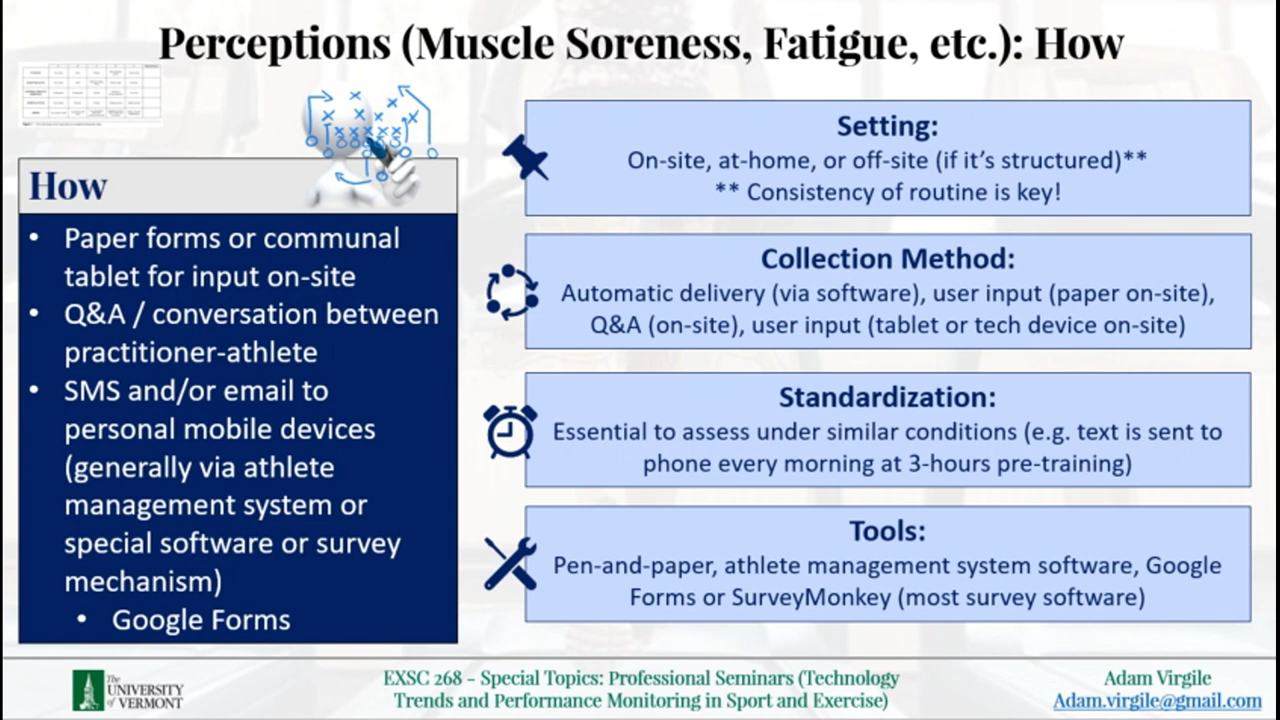 Perceptions (Muscle Soreness, Fatigue, etc.): How
How
• Paper forms or communal
tablet for input on-site
• Q&A / conversation between
practitioner-athlete
• SMS and/or email to
personal mobile devices
(generally via athlete
management system or
special software or survey
mechanism)
• Google Forms
Setting:
On-site, at-home, or off-site (if it's structured)**
** Consistency of routine is key!
Collection Method:
Automatic delivery (via software), user input (paper on-site),
Q&A (on-site), user input (tablet or tech device on-site)
Standardization:
Essential to assess under similar conditions (e.g. text is sent to
phone every morning at 3-hours pre-training)
Tools:
Pen-and-paper, athlete management system software, Google
Forms or SurveyMonkey (most survey software)
The
UNIVERSITY
of VERMONT
EXSC 268 – Special Topics: Professional Seminars (Technology
Trends and Performance Monitoring in Sport and Exercise)
Adam Virgile
Adam.virgile@gmail.com